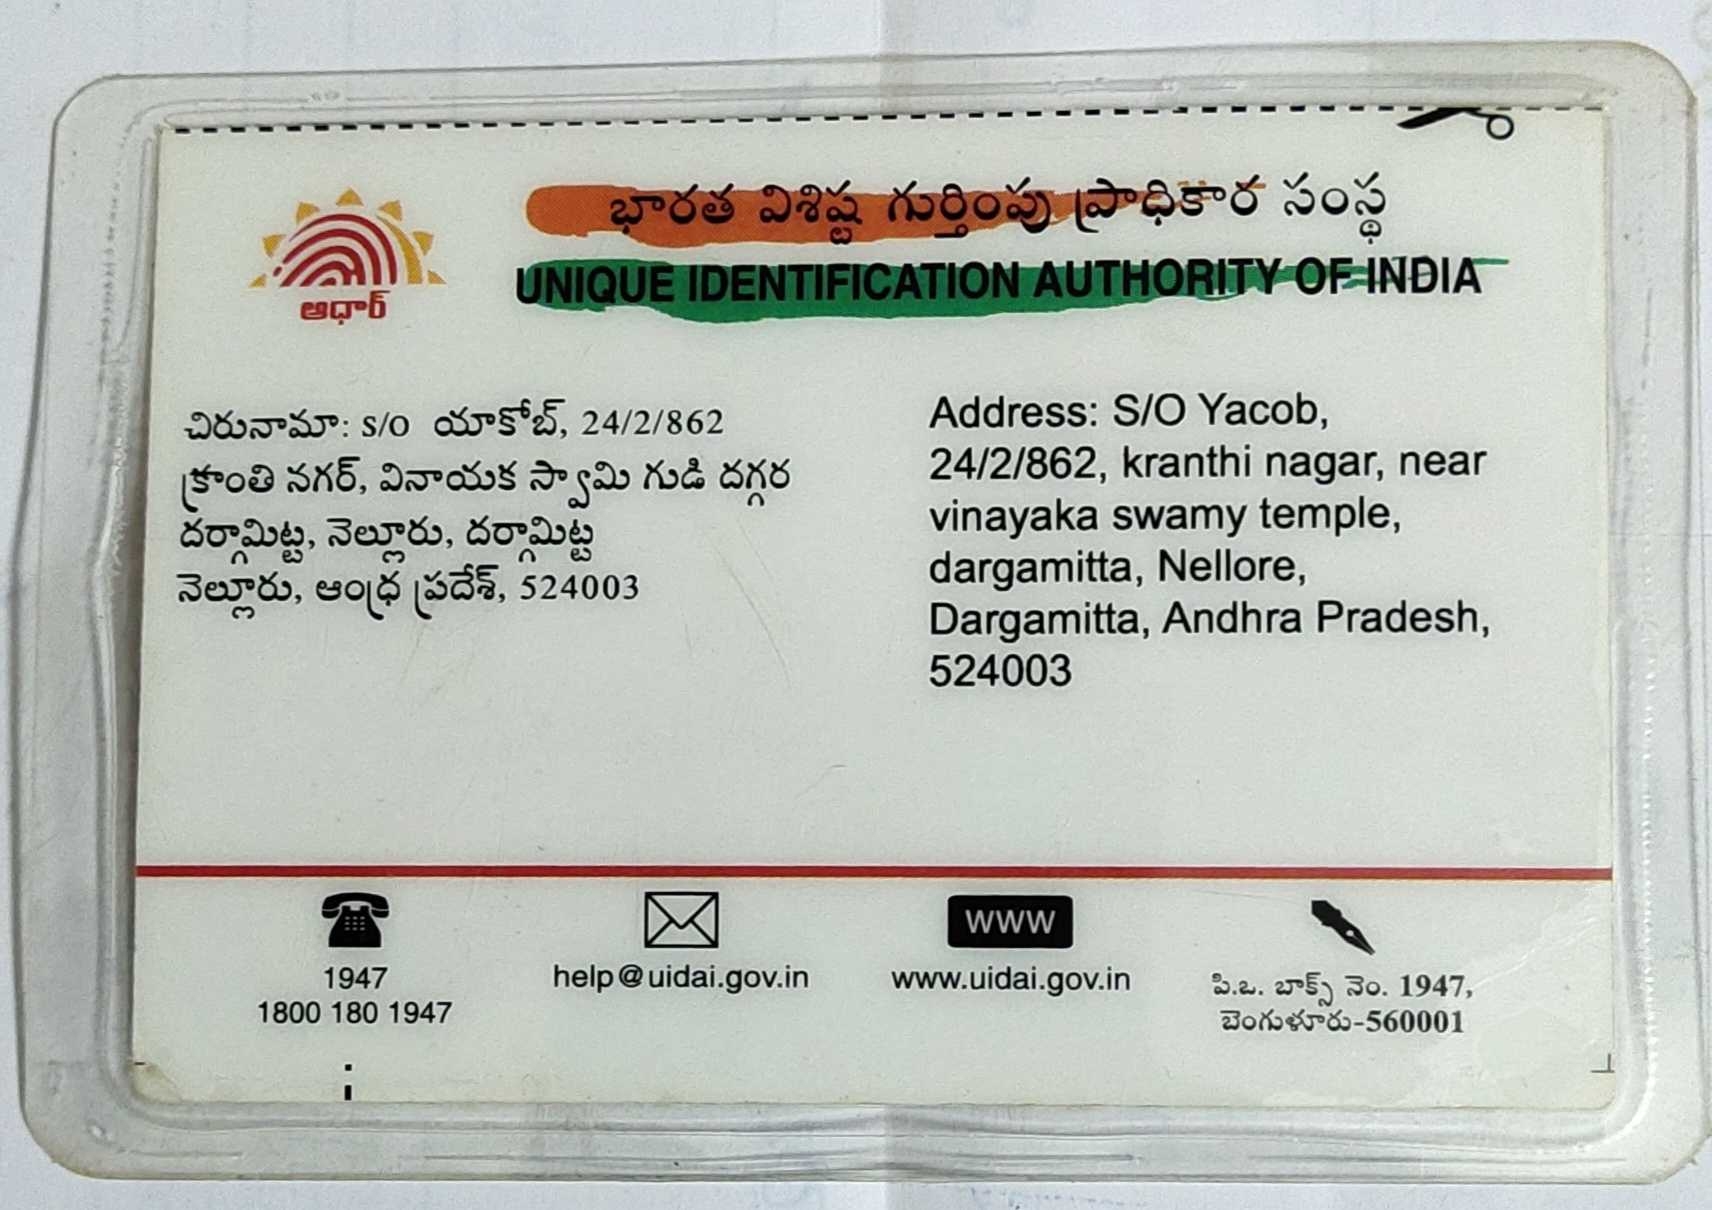 భారత విశిష్ట గుర్తింపు ప్రాధికార సంస్థ
UNIQUE IDENTIFICATION AUTHORITY OF INDIA
ఆధార్
చిరునామా: S/O యాకోబ్, 24/2/862
క్రాంతి నగర్, వినాయక స్వామి గుడి దగ్గర
దర్గామిట్ట, నెల్లూరు, దర్గామిట్ట
నెల్లూరు, ఆంధ్ర ప్రదేశ్, 524003
Address: S/O Yacob,
24/2/862, kranthi nagar, near
vinayaka swamy temple,
dargamitta, Nellore,
Dargamitta, Andhra Pradesh,
524003
1947
1800 180 1947
help@uidai.gov.in
www
www.uidai.gov.in
పి.ఒ. బాక్స్ నెం. 1947,
బెంగుళూరు-560001